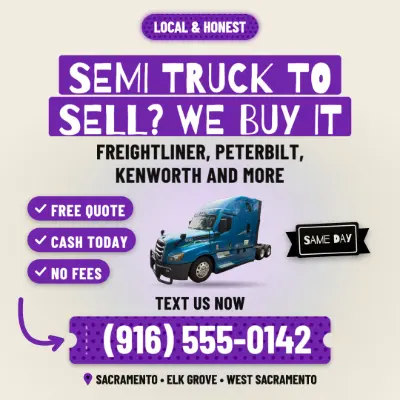 LOCAL & HONEST
SEMI TRUCK TO
SELL? WE BUY IT
FREIGHTLINER, PETERBILT,
KENWORTH AND MORE
FREE QUOTE
CASH TODAY
NO FEES
SAME DAY
TEXT US NOW
(916) 555-0142
SACRAMENTO • ELK GROVE • WEST SACRAMENTO